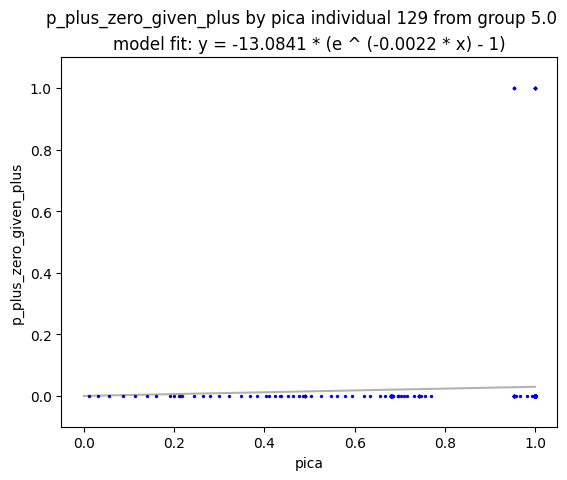 p_plus_zero_given_plus by pica individual 129 from group 5.0
model fit: y = -13.0841 * (e ^ (-0.0022 * x) - 1)
1.0
0.8
0.6
0.4
0.2
0.0
p_plus_zero_given_plus
0.0 0.2 0.4 0.6 0.8 1.0
pica